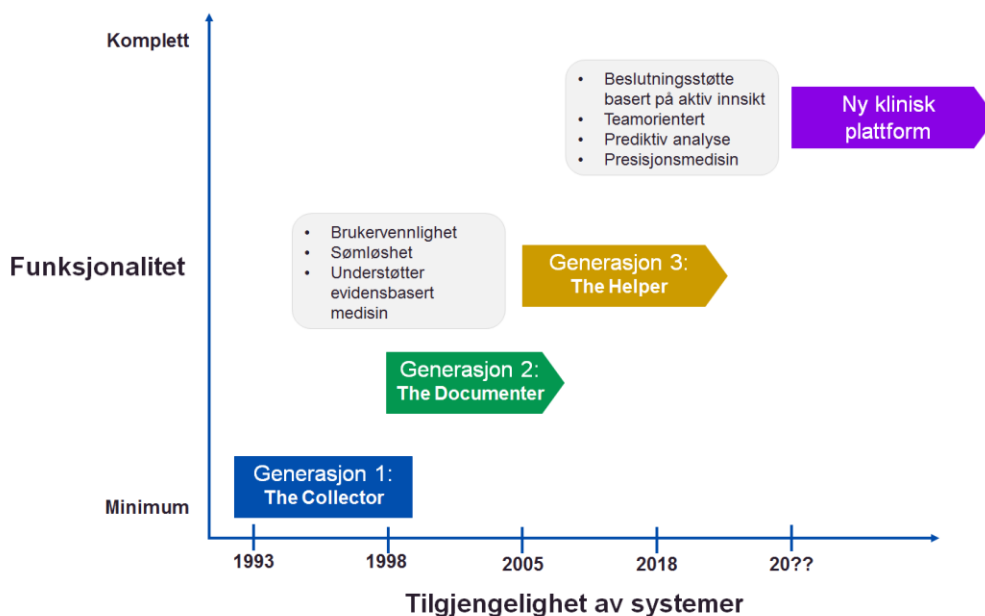 Komplett
• Beslutningsstøtte
basert på aktiv innsikt
• Teamorientert
• Prediktiv analyse
• Presisjonsmedisin
Ny klinisk
plattform
Funksjonalitet
• Brukervennlighet
• Sømløshet
• Understøtter
evidensbasert
medisin
Generasjon 3:
The Helper
Generasjon 2:
The Documenter
Generasjon 1:
The Collector
Minimum
1993
1998
2005
2018
20??
Tilgjengelighet av systemer